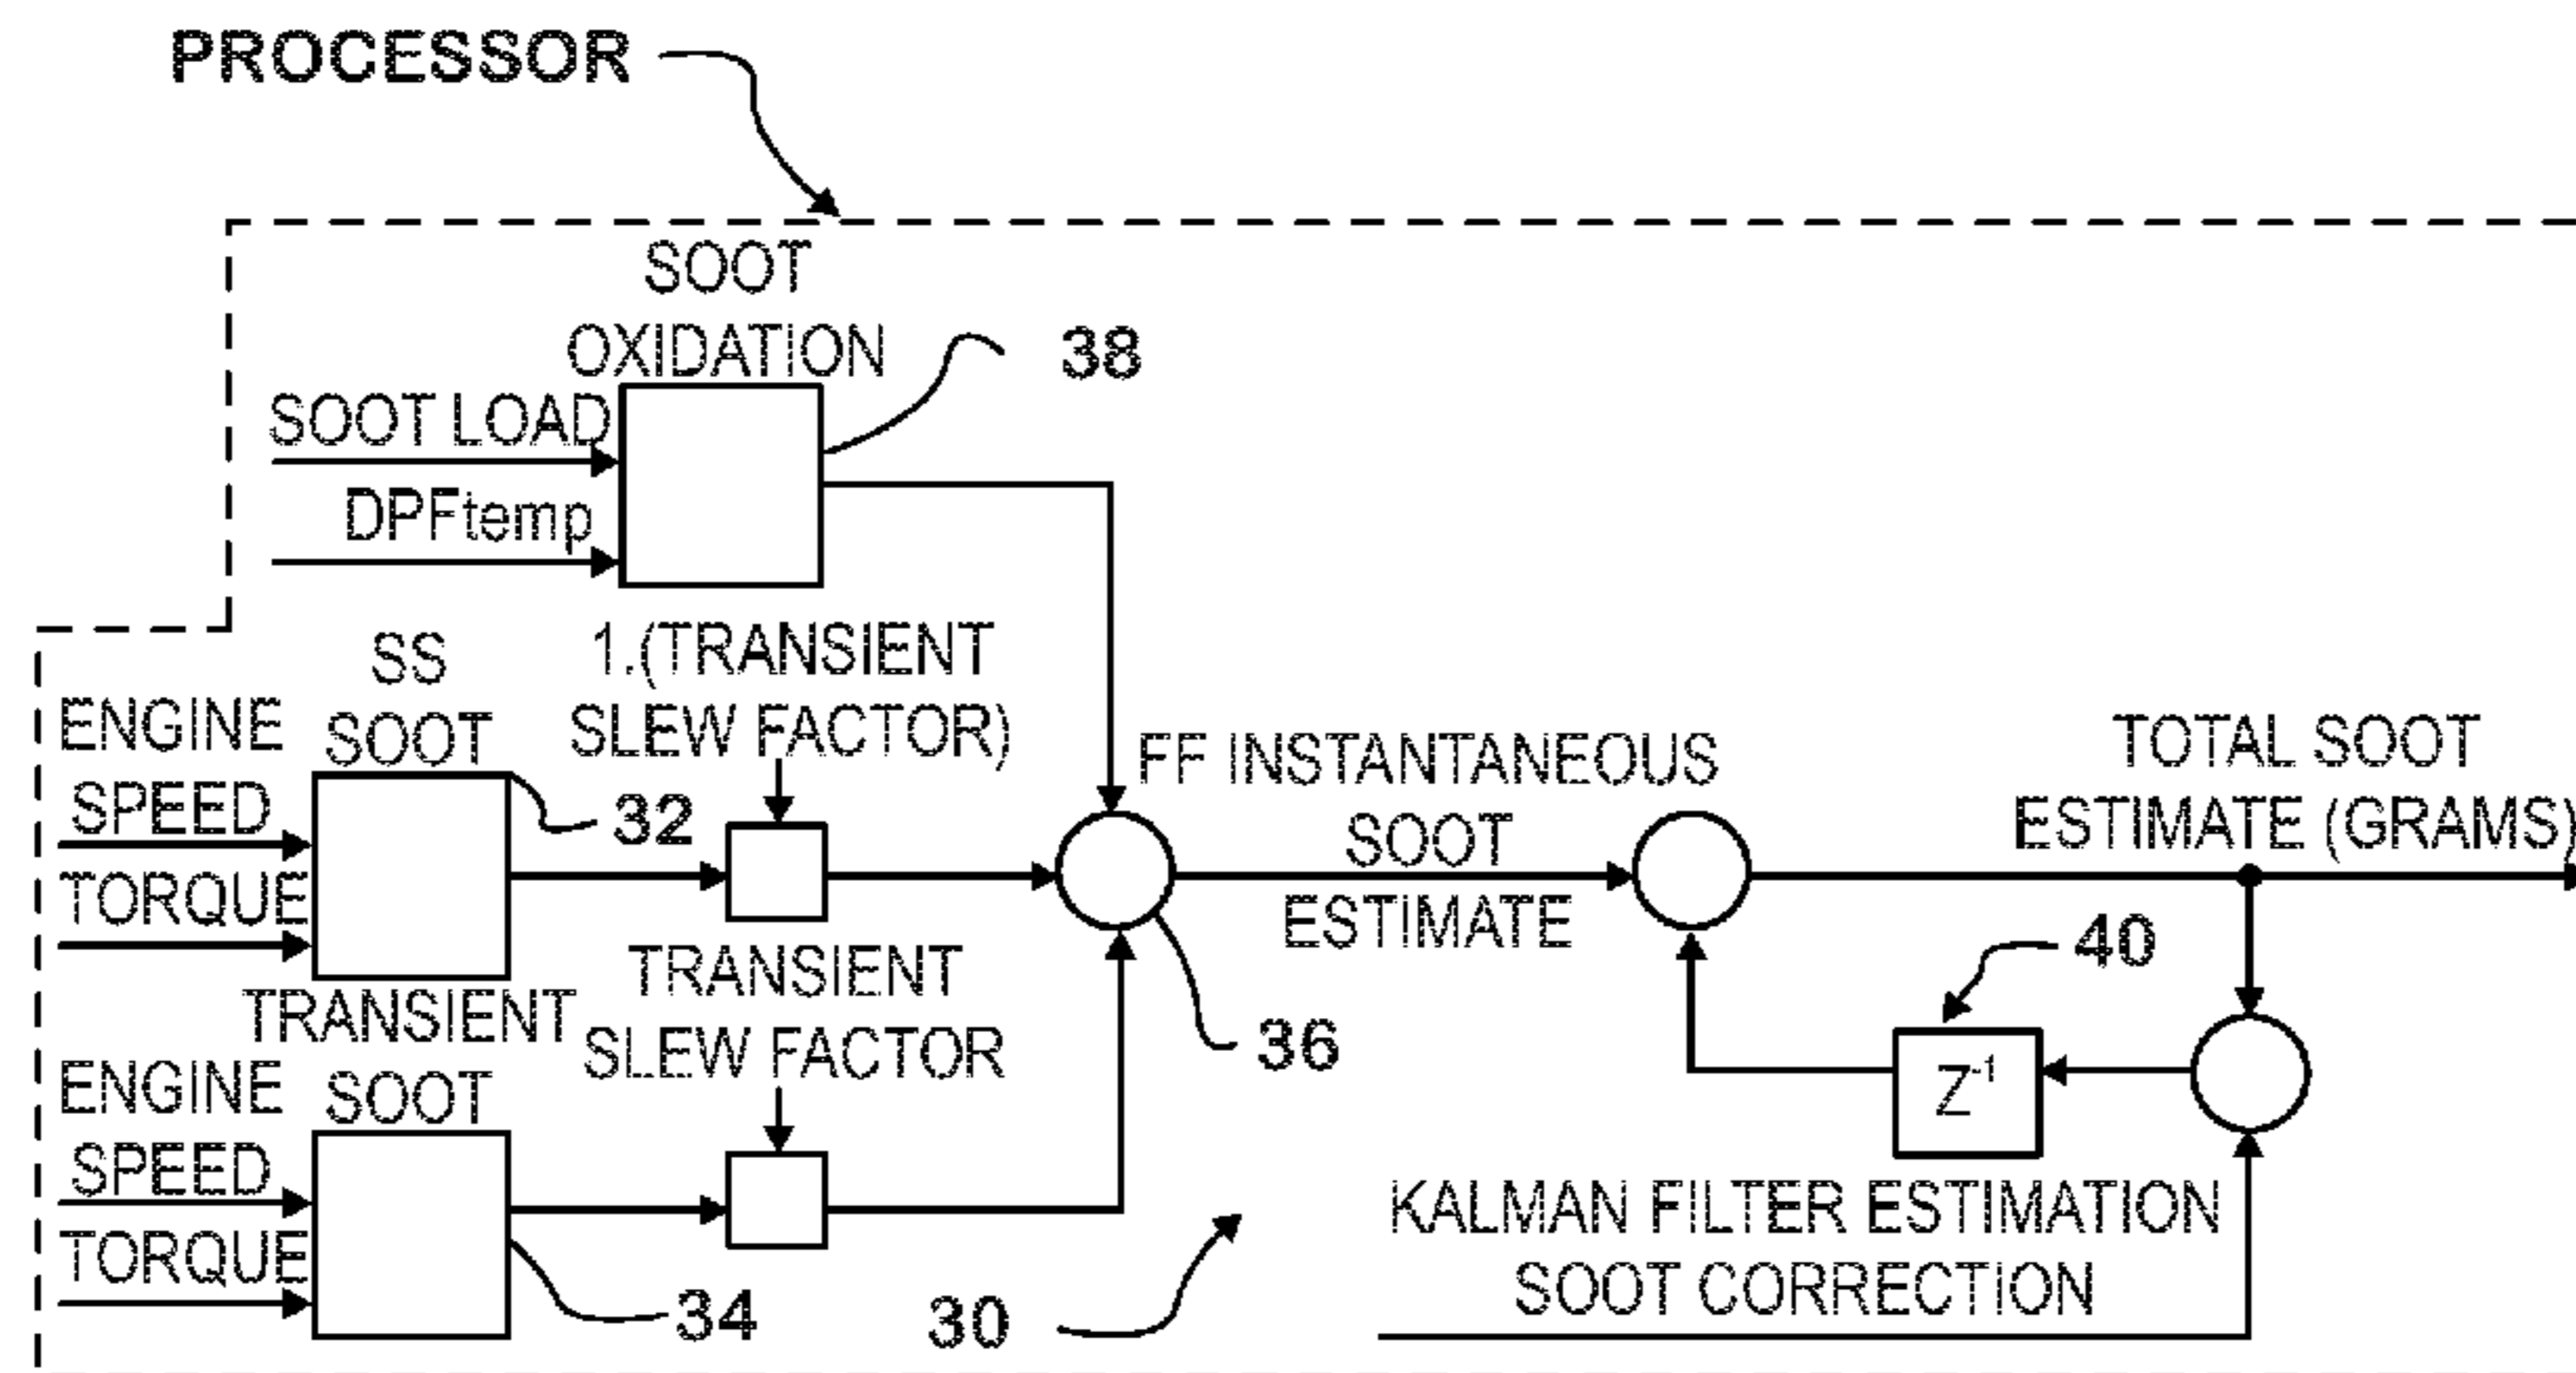 PROCESSOR
SOOT
OXIDATION
38
SOOT LOAD
DPFtemp
SS
SOOT
1.(TRANSIENT
SLEW FACTOR)
ENGINE
SPEED
TORQUE
32
FF INSTANTANEOUS
SOOT
ESTIMATE
TOTAL SOOT
ESTIMATE (GRAMS)
TRANSIENT
SOOT
TRANSIENT
SLEW FACTOR
36
40
Z-1
ENGINE
SPEED
TORQUE
34
30
KALMAN FILTER ESTIMATION
SOOT CORRECTION